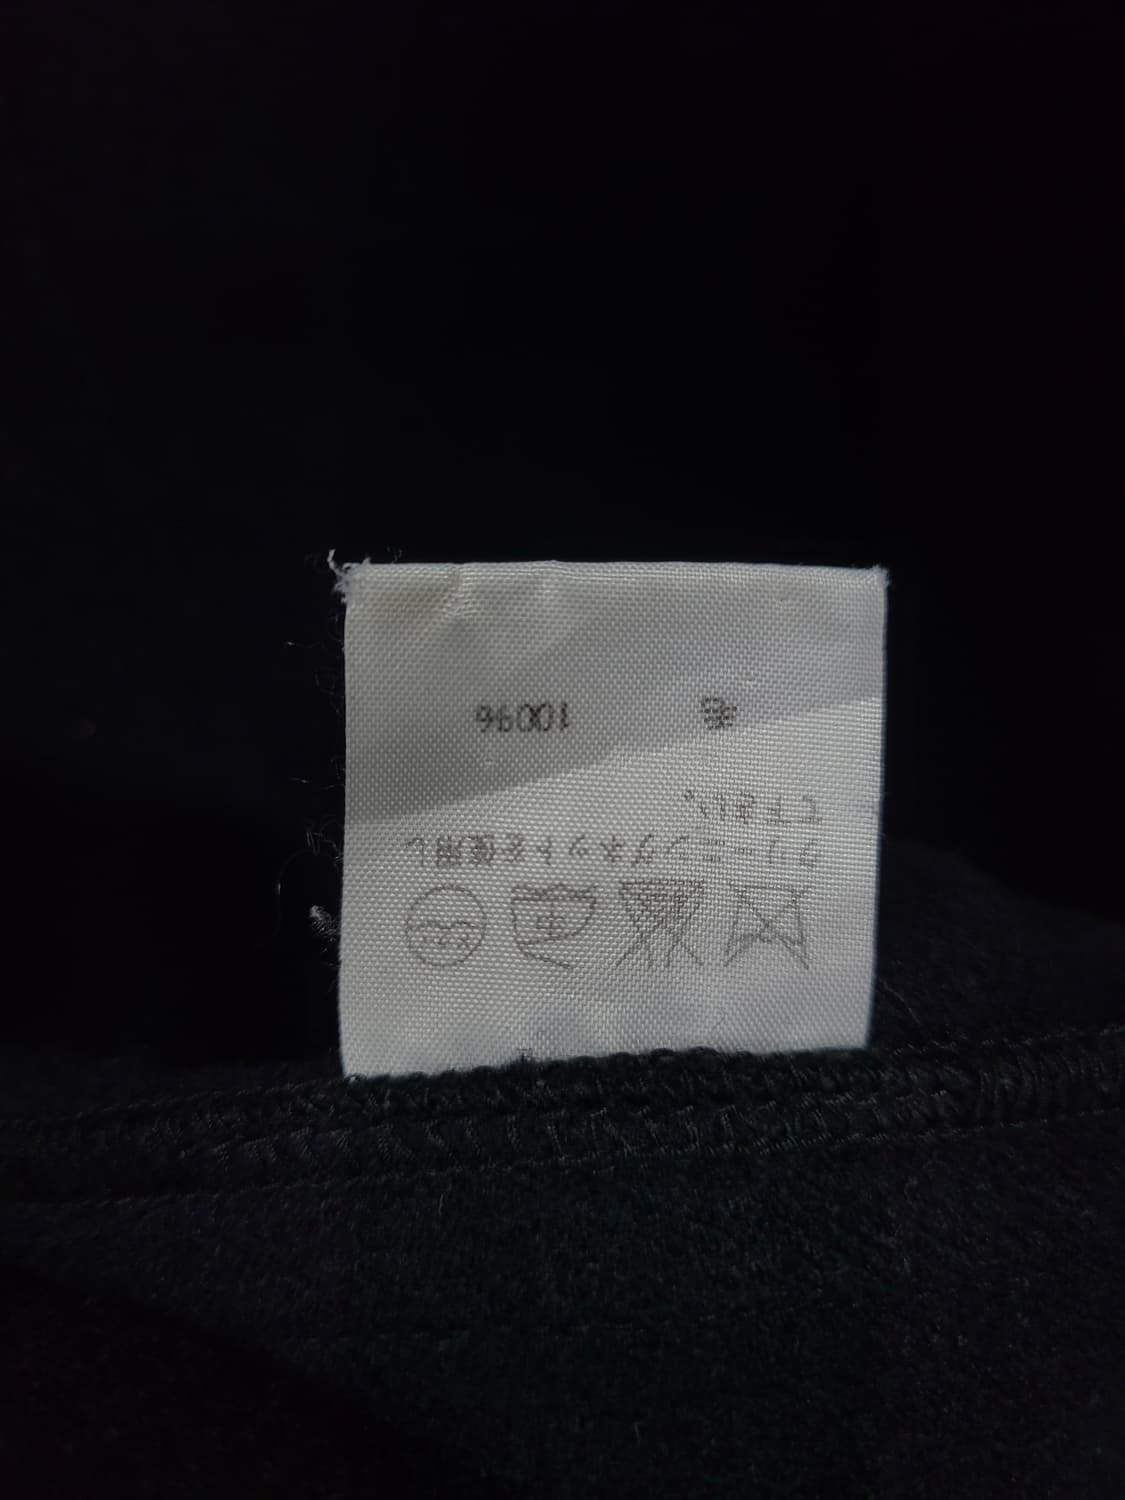 中
クリーニングネットを使用し
て下さい。
毛 100%